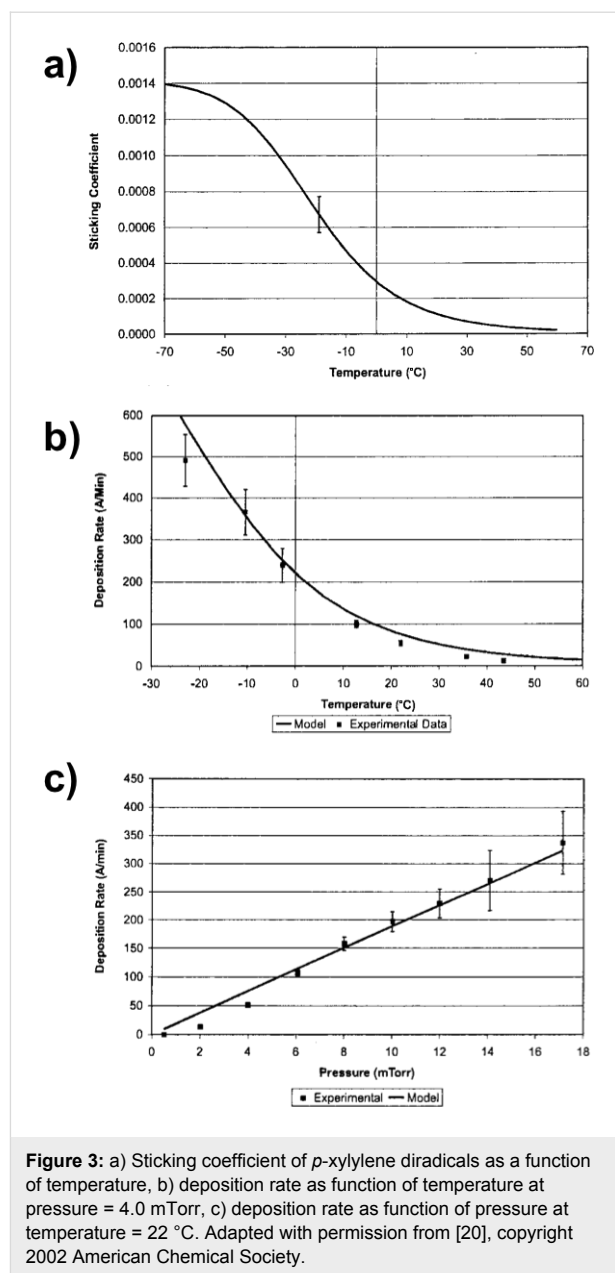 a)
0.0016
0.0014
0.0012
0.0010
0.0008
0.0006
0.0004
0.0002
0.0000
Sticking Coefficient
-70 -50 -30 -10 10 30 50 70
Temperature (°C)
b)
600
500
400
300
200
100
0
Deposition Rate (A/Min)
-30 -20 -10 0 10 20 30 40 50 60
Temperature (°C)
Model Experimental Data
c)
450
400
350
300
250
200
150
100
50
0
Deposition Rate (A/min)
0 2 4 6 8 10 12 14 16 18
Pressure (mTorr)
Experimental Model
Figure 3: a) Sticking coefficient of p-xylylene diradicals as a function
of temperature, b) deposition rate as function of temperature at
pressure = 4.0 mTorr, c) deposition rate as function of pressure at
temperature = 22 °C. Adapted with permission from [20], copyright
2002 American Chemical Society.